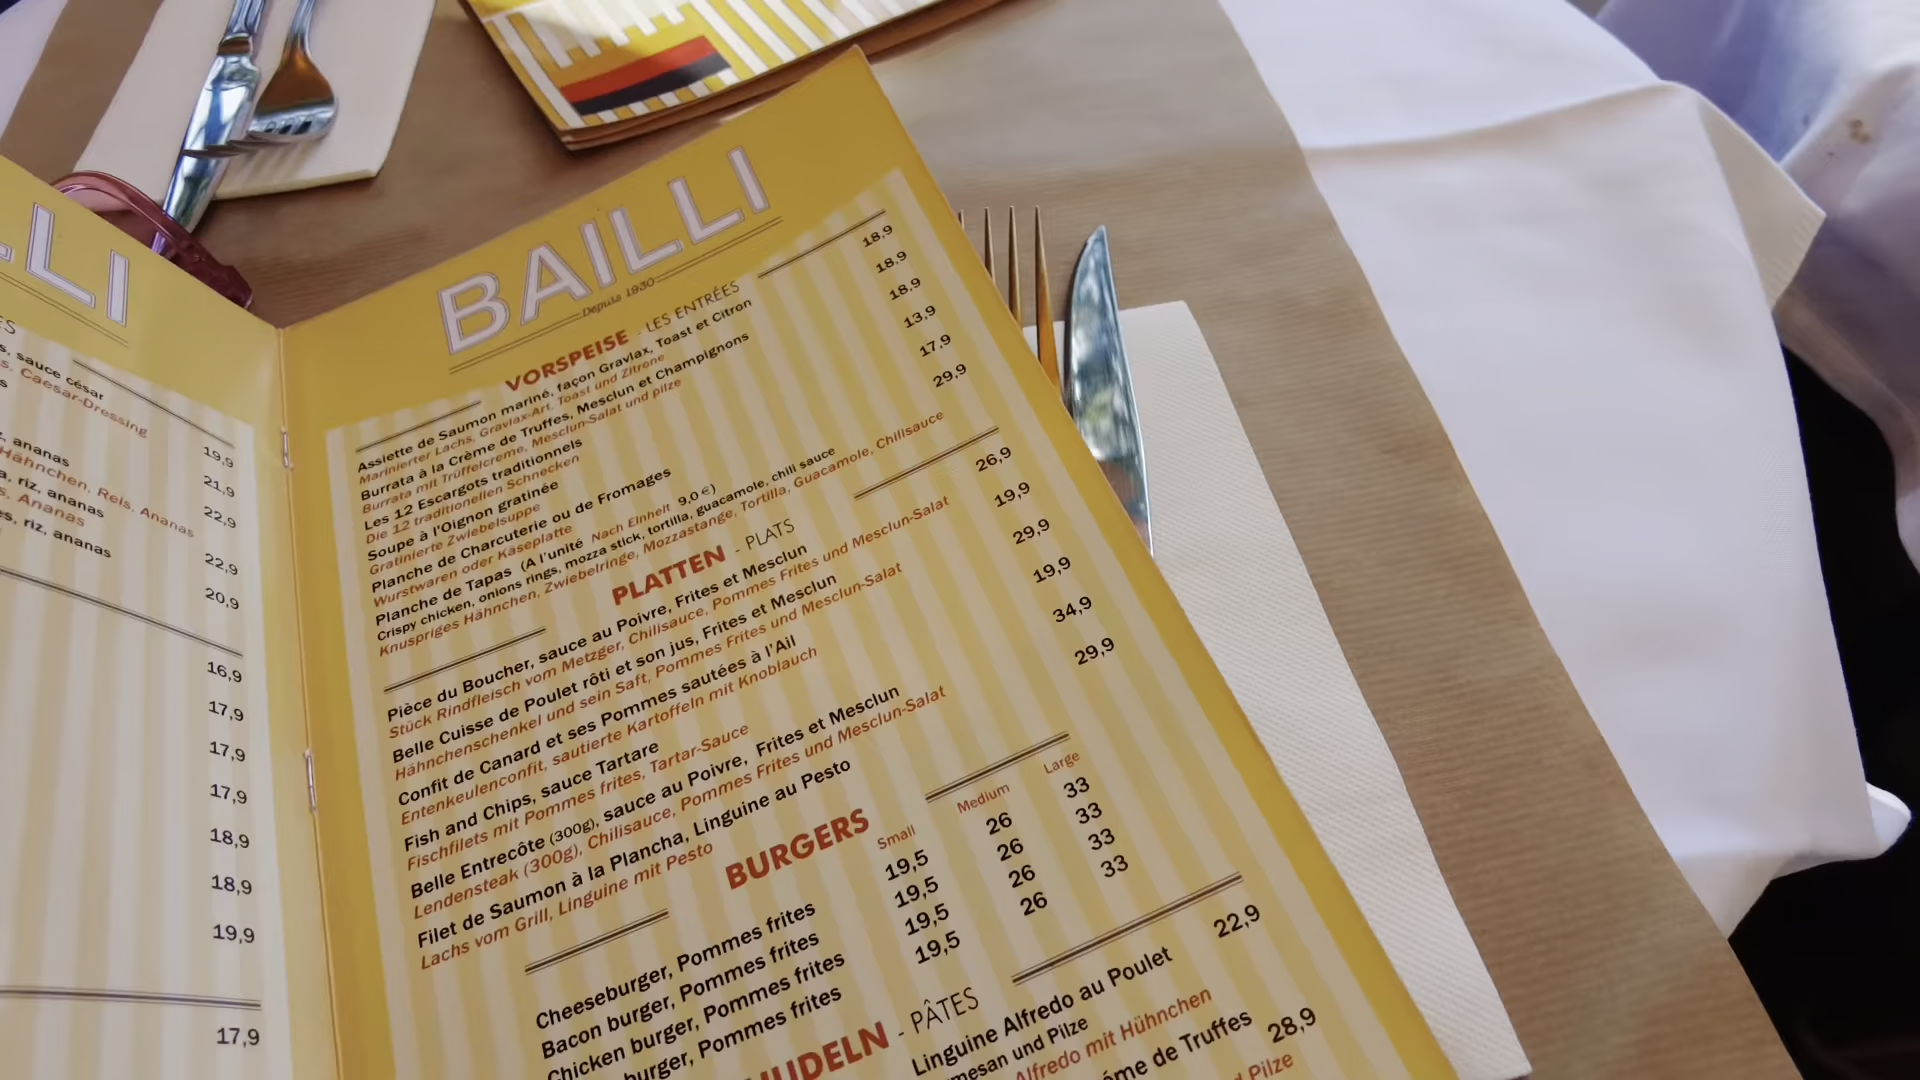 LLI
sauce césar
Caesar-Dressing
19,9
ananas
Hähnchen, Reis, Ananas
21,9
riz, ananas
Ananas
22,9
riz, ananas
22,9
20,9
16,9
17,9
17,9
17,9
18,9
18,9
19,9
17,9
BAILLI
Depuis 1930
VORSPEISE - LES ENTRÉES
Assiette de Saumon mariné, façon Gravlax, Toast et Citron 18,9
Marinierter Lachs, Gravlax-Art, Toast und Zitrone
Burrata à la Crème de Truffes, Mesclun et Champignons 18,9
Burrata mit Trüffelcreme, Mesclun-Salat und pilze
Les 12 Escargots traditionnels 18,9
Die 12 traditionellen Schnecken
Soupe à l'Oignon gratinée 13,9
Gratinierte Zwiebelsuppe
Planche de Charcuterie ou de Fromages 17,9
Wurstwaren oder Käseplatte
Planche de Tapas (A l'unité Nach EInheit 9,0 €) 29,9
Crispy chicken, onions rings, mozza stick, tortilla, guacamole, chili sauce
Knuspriges Hähnchen, Zwiebelringe, Mozzastange, Tortilla, Guacamole, Chilisauce
PLATTEN - PLATS
Pièce du Boucher, sauce au Poivre, Frites et Mesclun 26,9
Stück Rindfleisch vom Metzger, Chilisauce, Pommes Frites und Mesclun-Salat
Belle Cuisse de Poulet rôti et son jus, Frites et Mesclun 19,9
Hähnchenschenkel und sein Saft, Pommes Frites und Mesclun-Salat
Confit de Canard et ses Pommes sautées à l'Ail 29,9
Entenkeulenconfit, sautierte Kartoffeln mit Knoblauch
Fish and Chips, sauce Tartare 19,9
Fischfilets mit Pommes frites, Tartar-Sauce
Belle Entrecôte (300g), sauce au Poivre, Frites et Mesclun 34,9
Lendensteak (300g), Chilisauce, Pommes Frites und Mesclun-Salat
Filet de Saumon à la Plancha, Linguine au Pesto 29,9
Lachs vom Grill, Linguine mit Pesto
BURGERS
Small Medium Large
Cheeseburger, Pommes frites 19,5 26 33
Bacon burger, Pommes frites 19,5 26 33
Chicken burger, Pommes frites 19,5 26 33
burger, Pommes frites 19,5 26 33
NUDELN - PÂTES
Linguine Alfredo au Poulet 22,9
Pilze
Alfredo mit Hähnchen
de Truffes 28,9
Pilze